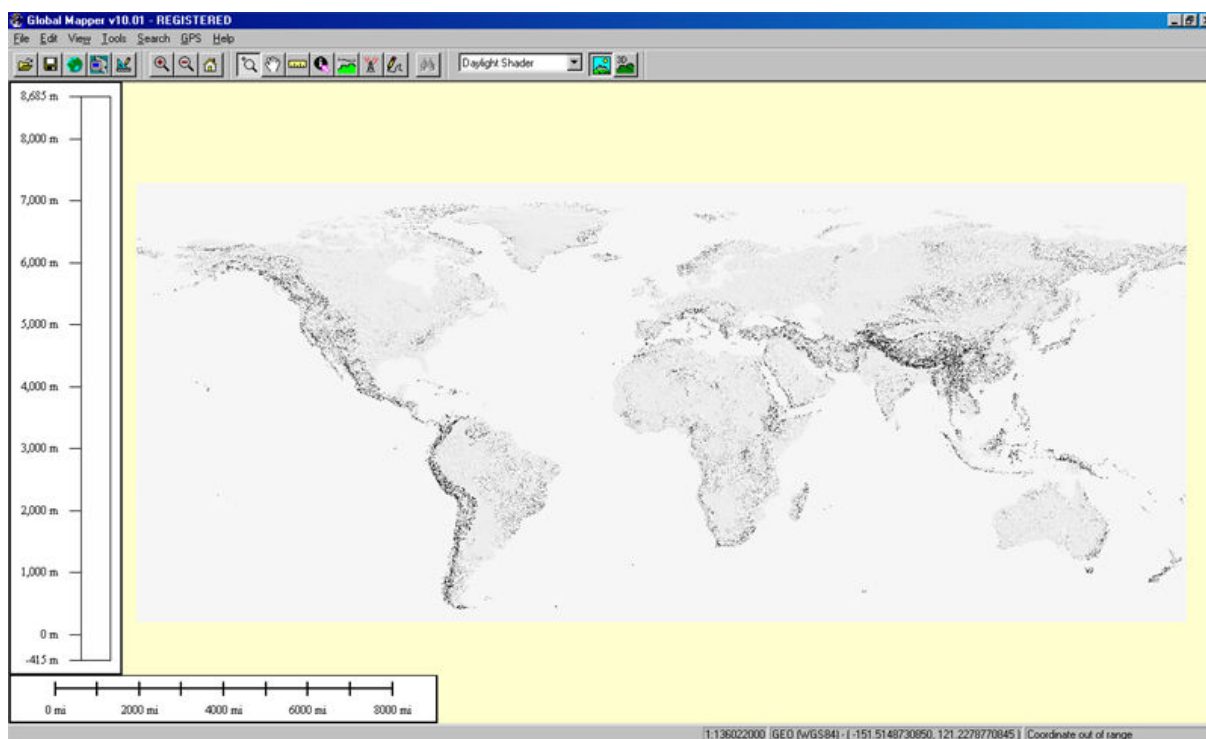 Global Mapper v10.01 - REGISTERED
File Edit View Tools Search GPS Help
Daylight Shader
3D
8,685 m
8,000 m
7,000 m
6,000 m
5,000 m
4,000 m
3,000 m
2,000 m
1,000 m
0 m
-415 m
0 mi 2000 mi 4000 mi 6000 mi 8000 mi
1:136022000 GEO (WGS84) - ( -151.5148730850, 121.2278770845 ) Coordinate out of range